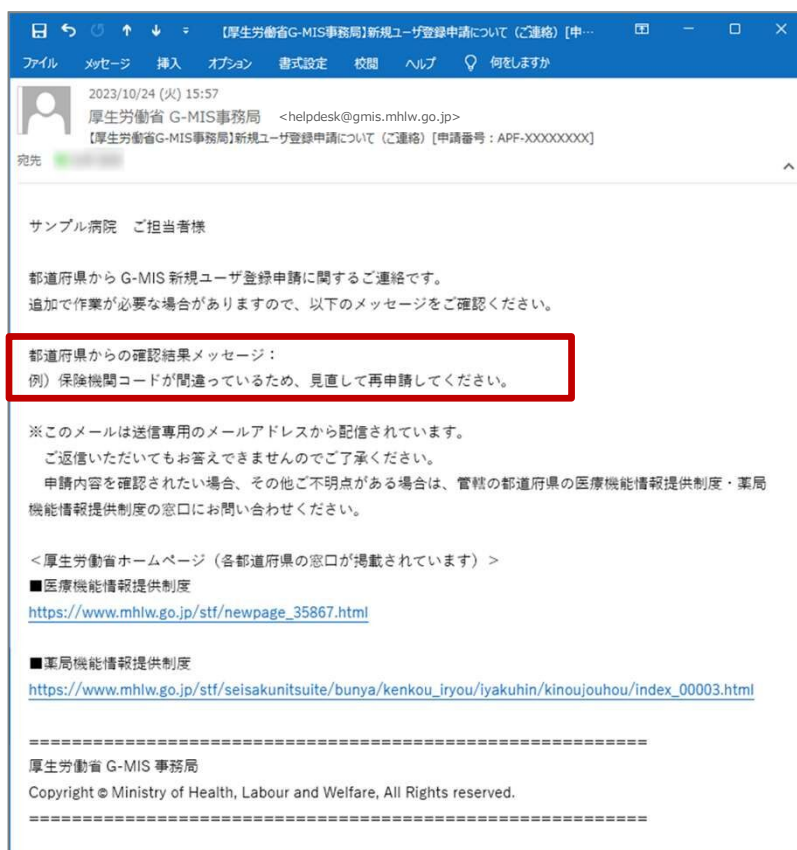 【厚生労働省G-MIS事務局】新規ユーザ登録申請について（ご連絡）[申…
ファイル メッセージ 挿入 オプション 書式設定 校閲 ヘルプ 何をしますか
2023/10/24 (火) 15:57
厚生労働省 G-MIS事務局 <helpdesk@gmis.mhlw.go.jp>
【厚生労働省G-MIS事務局】新規ユーザ登録申請について（ご連絡）[申請番号：APF-XXXXXXXX]
宛先
サンプル病院　ご担当者様
都道府県から G-MIS 新規ユーザ登録申請に関するご連絡です。
追加で作業が必要な場合がありますので、以下のメッセージをご確認ください。
都道府県からの確認結果メッセージ：
例）保険機関コードが間違っているため、見直して再申請してください。
※このメールは送信専用のメールアドレスから配信されています。
ご返信いただいてもお答えできませんのでご了承ください。
申請内容を確認されたい場合、その他ご不明点がある場合は、管轄の都道府県の医療機能情報提供制度・薬局
機能情報提供制度の窓口にお問い合わせください。
＜厚生労働省ホームページ（各都道府県の窓口が掲載されています）＞
■医療機能情報提供制度
https://www.mhlw.go.jp/stf/newpage_35867.html
■薬局機能情報提供制度
https://www.mhlw.go.jp/stf/seisakunitsuite/bunya/kenkou_iryou/iyakuhin/kinoujouhou/index_00003.html
============================================================
厚生労働省 G-MIS 事務局
Copyright © Ministry of Health, Labour and Welfare, All Rights reserved.
============================================================